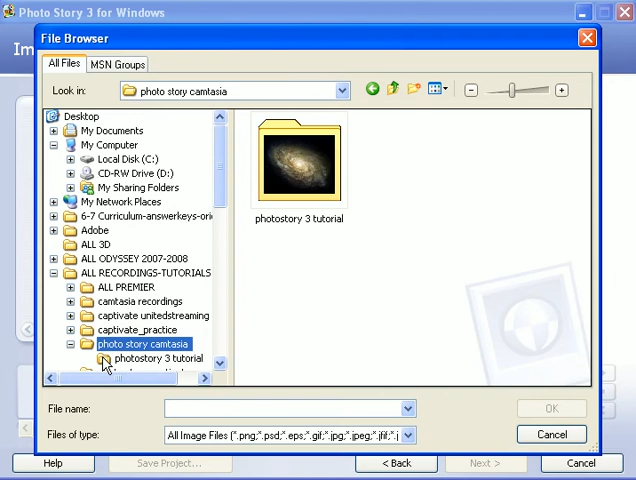 Photo Story 3 for Windows
Im
File Browser
All Files
MSN Groups
Look in:
photo story camtasia
Desktop
My Documents
My Computer
Local Disk (C:)
CD-RW Drive (D:)
My Sharing Folders
My Network Places
6-7 Curriculum-answerkeys-ori
Adobe
ALL 3D
ALL ODYSSEY 2007-2008
ALL RECORDINGS-TUTORIALS
ALL PREMIER
camtasia recordings
captivate unitedstreaming
captivate_practice
photo story camtasia
photostory 3 tutorial
photostory 3 tutorial
File name:
OK
Files of type:
All Image Files (*.png;*.psd;*.eps;*.gif;*.jpg;*.jpeg;*.jfif;*.j
Cancel
Help
Save Project...
< Back
Next >
Cancel